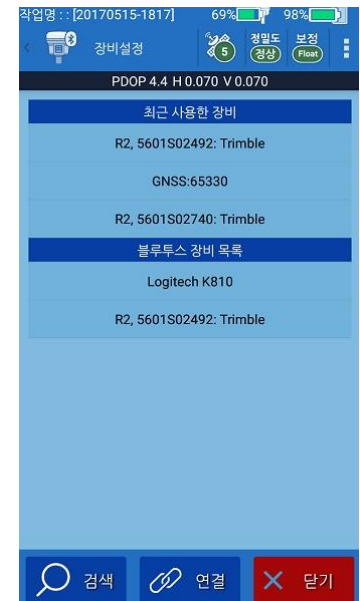 작업명 : : [20170515-1817] 69% 98%
장비설정 5 정밀도 정상 보정 Float
PDOP 4.4 H 0.070 V 0.070
최근 사용한 장비
R2, 5601S02492: Trimble
GNSS:65330
R2, 5601S02740: Trimble
블루투스 장비 목록
Logitech K810
R2, 5601S02492: Trimble
검색 연결 닫기